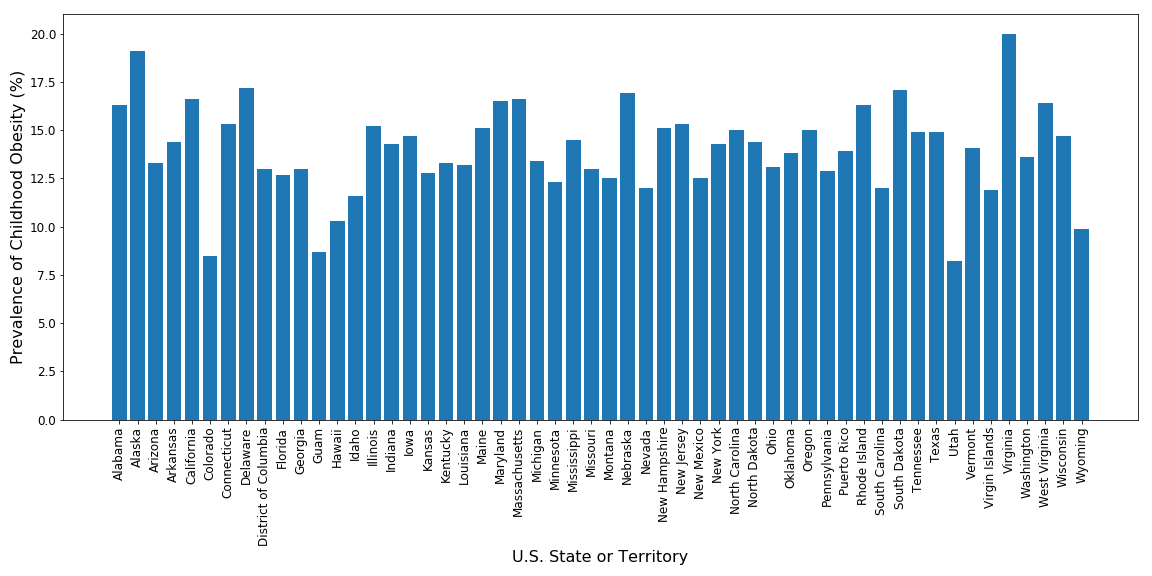 Prevalence of Childhood Obesity (%)
20.0
17.5
15.0
12.5
10.0
7.5
5.0
2.5
0.0
Alabama
Alaska
Arizona
Arkansas
California
Colorado
Connecticut
Delaware
District of Columbia
Florida
Georgia
Guam
Hawaii
Idaho
Illinois
Indiana
Iowa
Kansas
Kentucky
Louisiana
Maine
Maryland
Massachusetts
Michigan
Minnesota
Mississippi
Missouri
Montana
Nebraska
Nevada
New Hampshire
New Jersey
New Mexico
New York
North Carolina
North Dakota
Ohio
Oklahoma
Oregon
Pennsylvania
Puerto Rico
Rhode Island
South Carolina
South Dakota
Tennessee
Texas
Utah
Vermont
Virgin Islands
Virginia
Washington
West Virginia
Wisconsin
Wyoming
U.S. State or Territory